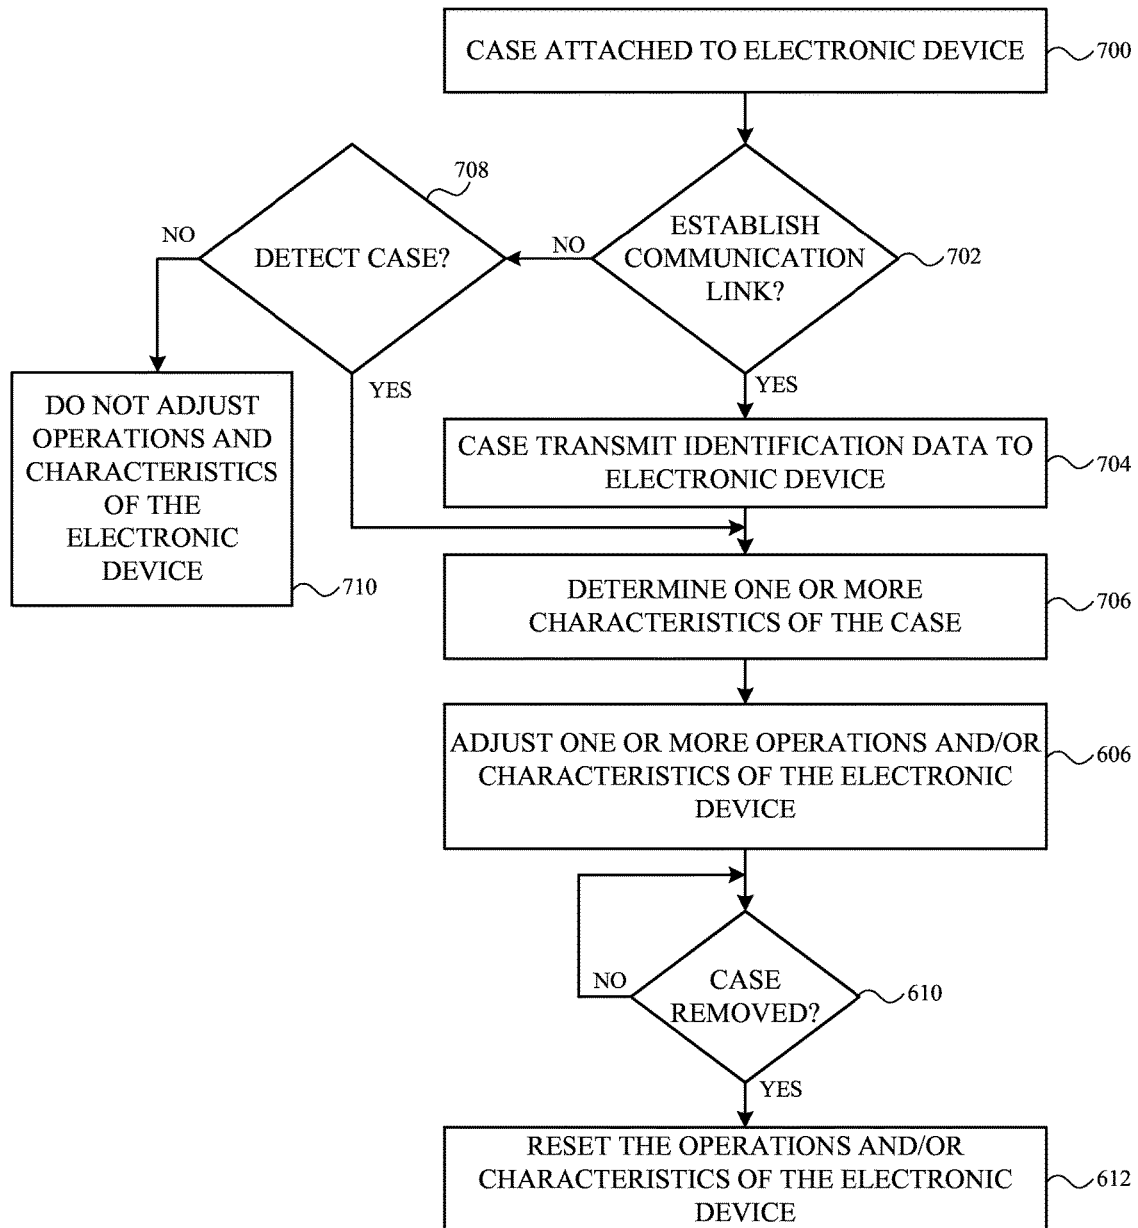 CASE ATTACHED TO ELECTRONIC DEVICE
700
708
NO
DETECT CASE?
NO
ESTABLISH
COMMUNICATION
LINK?
702
YES
YES
DO NOT ADJUST
OPERATIONS AND
CHARACTERISTICS
OF THE
ELECTRONIC
DEVICE
710
CASE TRANSMIT IDENTIFICATION DATA TO
ELECTRONIC DEVICE
704
DETERMINE ONE OR MORE
CHARACTERISTICS OF THE CASE
706
ADJUST ONE OR MORE OPERATIONS AND/OR
CHARACTERISTICS OF THE ELECTRONIC
DEVICE
606
NO
CASE
REMOVED?
610
YES
RESET THE OPERATIONS AND/OR
CHARACTERISTICS OF THE ELECTRONIC
DEVICE
612